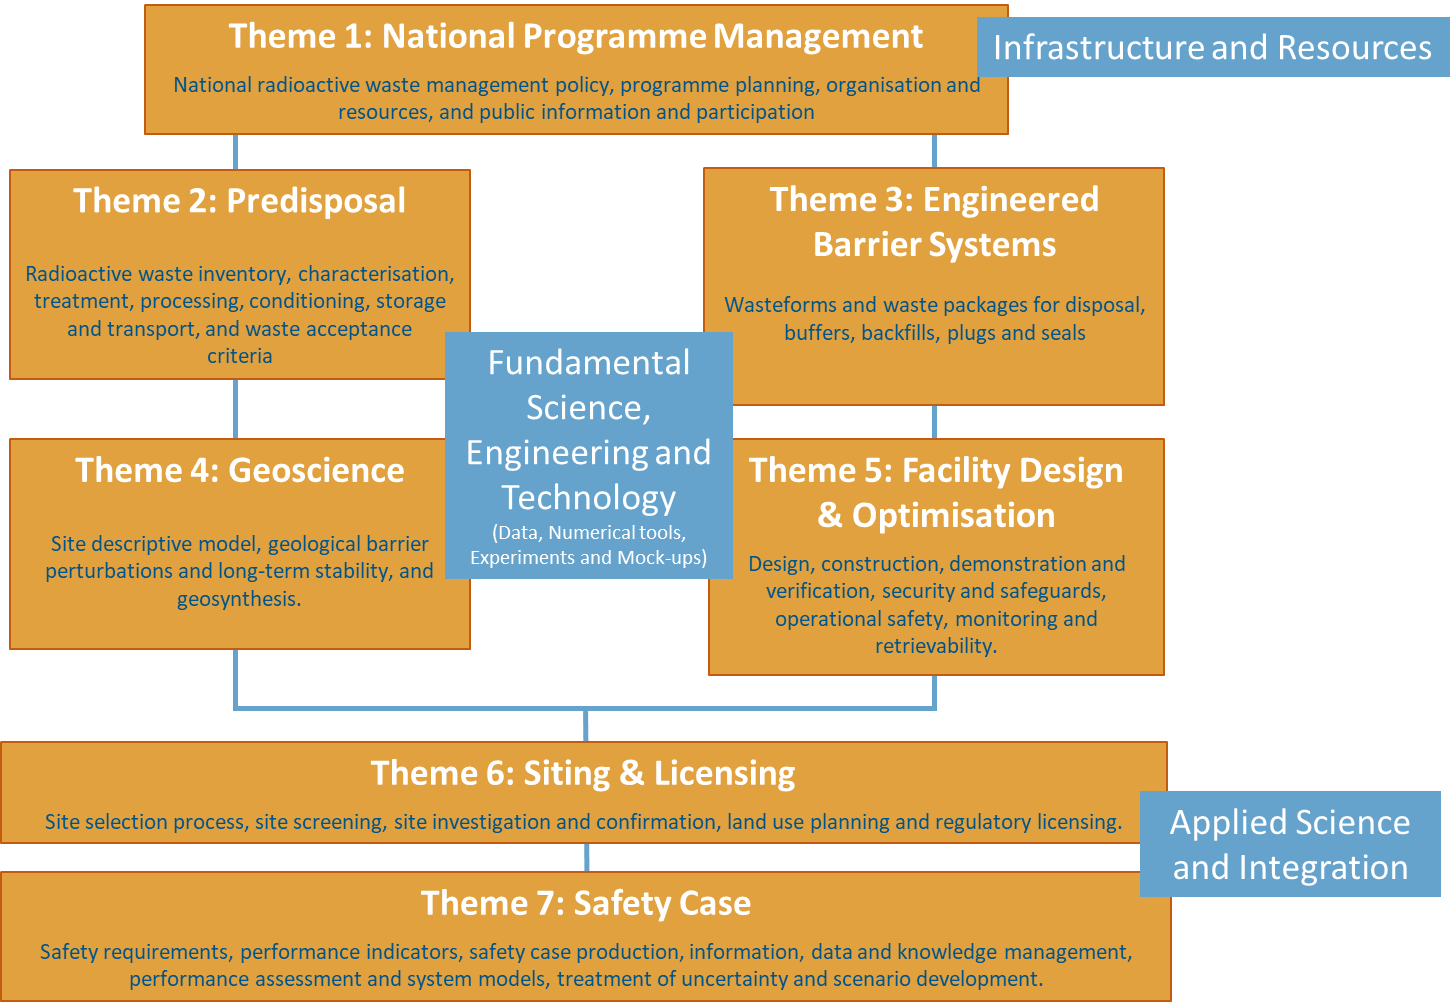 Theme 1: National Programme Management
National radioactive waste management policy, programme planning, organisation and
resources, and public information and participation
Infrastructure and Resources
Theme 2: Predisposal
Radioactive waste inventory, characterisation,
treatment, processing, conditioning, storage
and transport, and waste acceptance
criteria
Theme 3: Engineered
Barrier Systems
Wasteforms and waste packages for disposal,
buffers, backfills, plugs and seals
Fundamental
Science,
Engineering and
Technology
(Data, Numerical tools,
Experiments and Mock-ups)
Theme 4: Geoscience
Site descriptive model, geological barrier
perturbations and long-term stability, and
geosynthesis.
Theme 5: Facility Design
& Optimisation
Design, construction, demonstration and
verification, security and safeguards,
operational safety, monitoring and
retrievability.
Theme 6: Siting & Licensing
Site selection process, site screening, site investigation and confirmation, land use planning and regulatory licensing.
Applied Science
and Integration
Theme 7: Safety Case
Safety requirements, performance indicators, safety case production, information, data and knowledge management,
performance assessment and system models, treatment of uncertainty and scenario development.